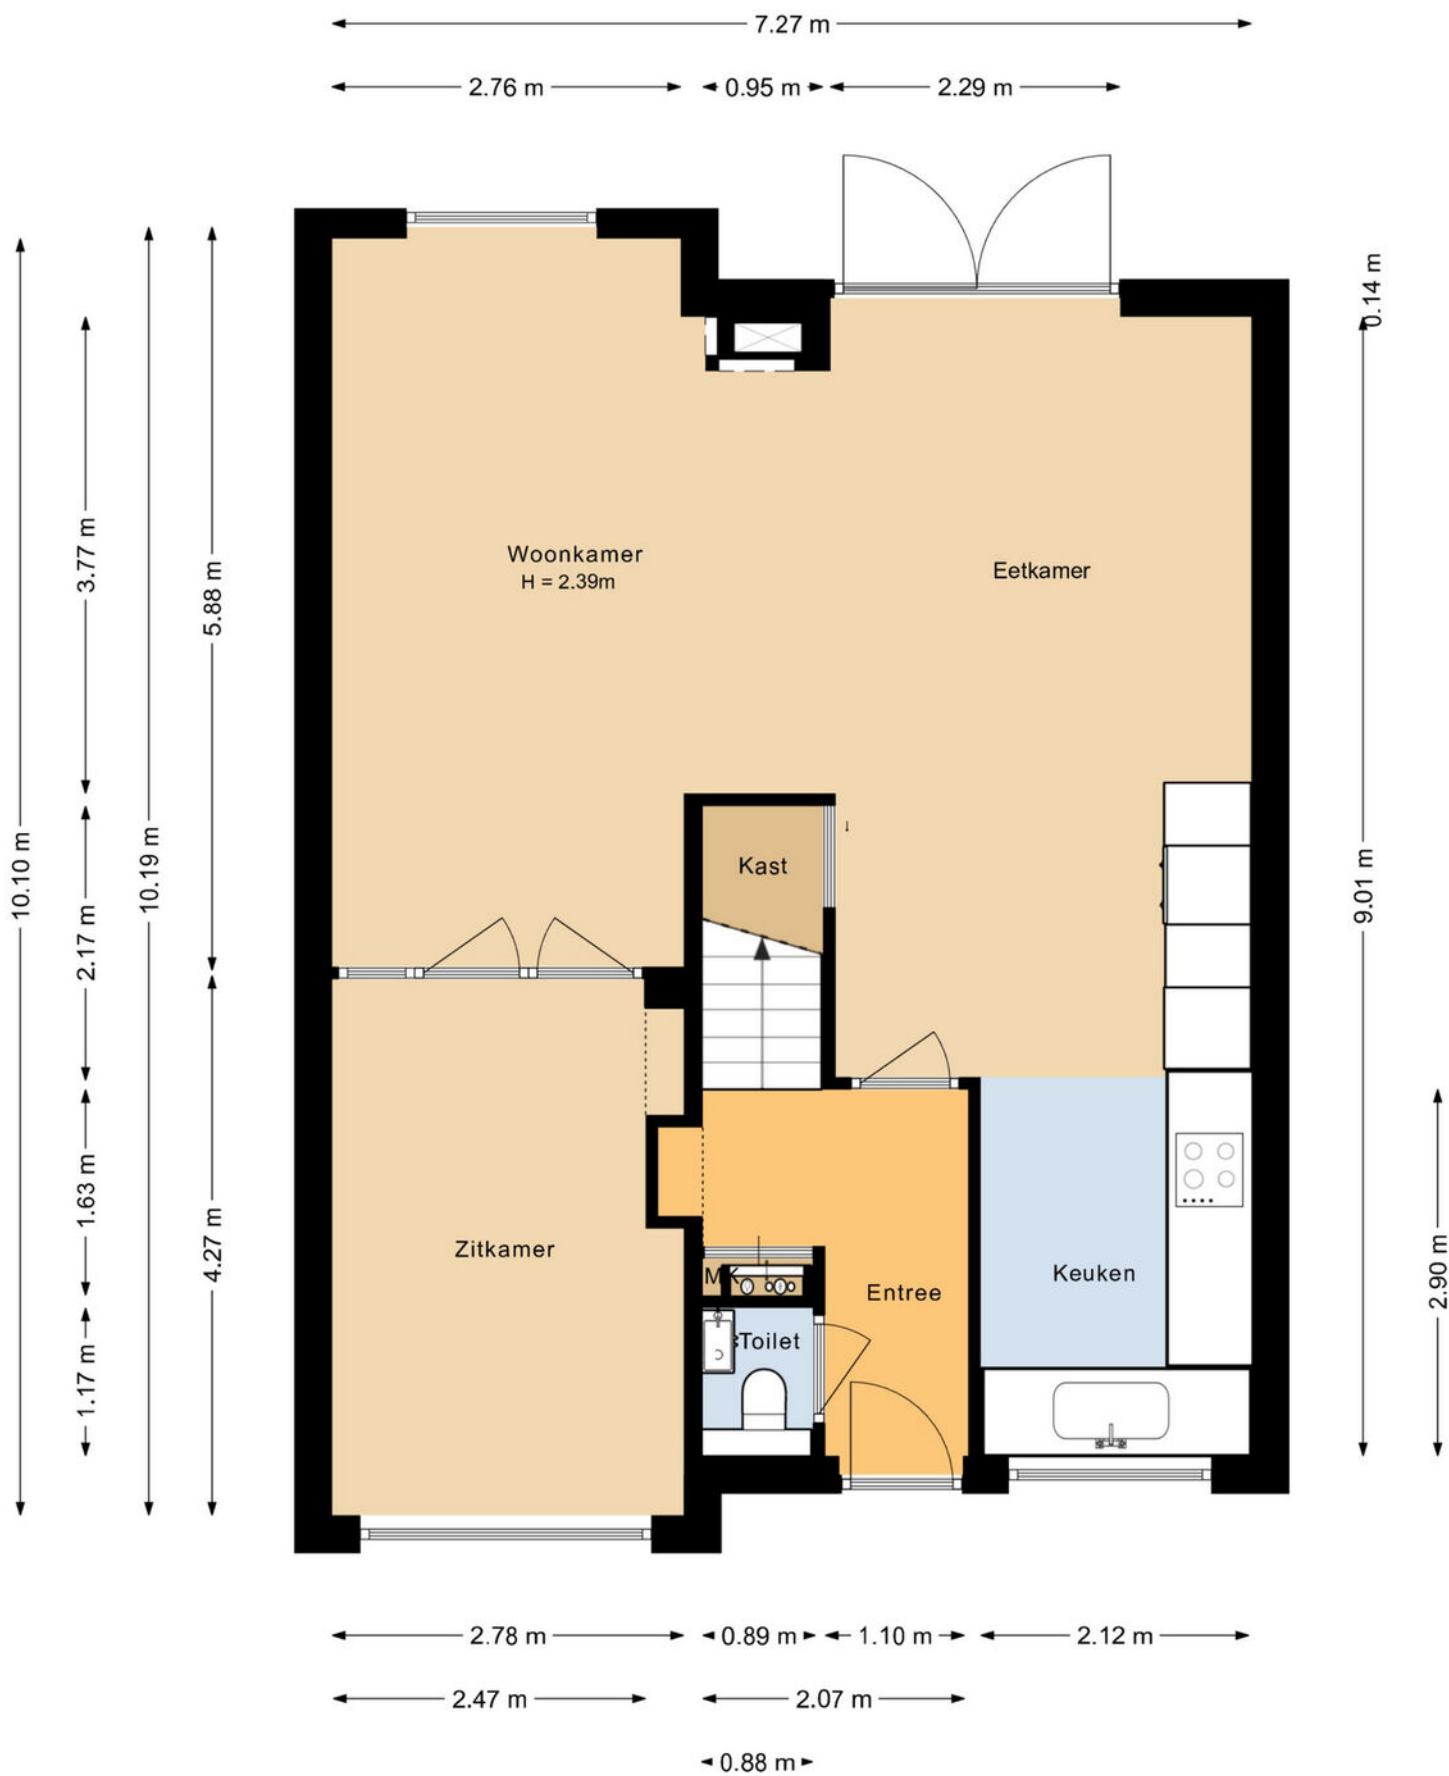 7.27 m
2.76 m
0.95 m
2.29 m
0.14 m
3.77 m
5.88 m
Woonkamer
H = 2.39m
Eetkamer
10.10 m
10.19 m
2.17 m
Kast
9.01 m
1.63 m
4.27 m
Zitkamer
MK
Entree
Keuken
2.90 m
Toilet
1.17 m
2.78 m
0.89 m
1.10 m
2.12 m
2.47 m
2.07 m
0.88 m